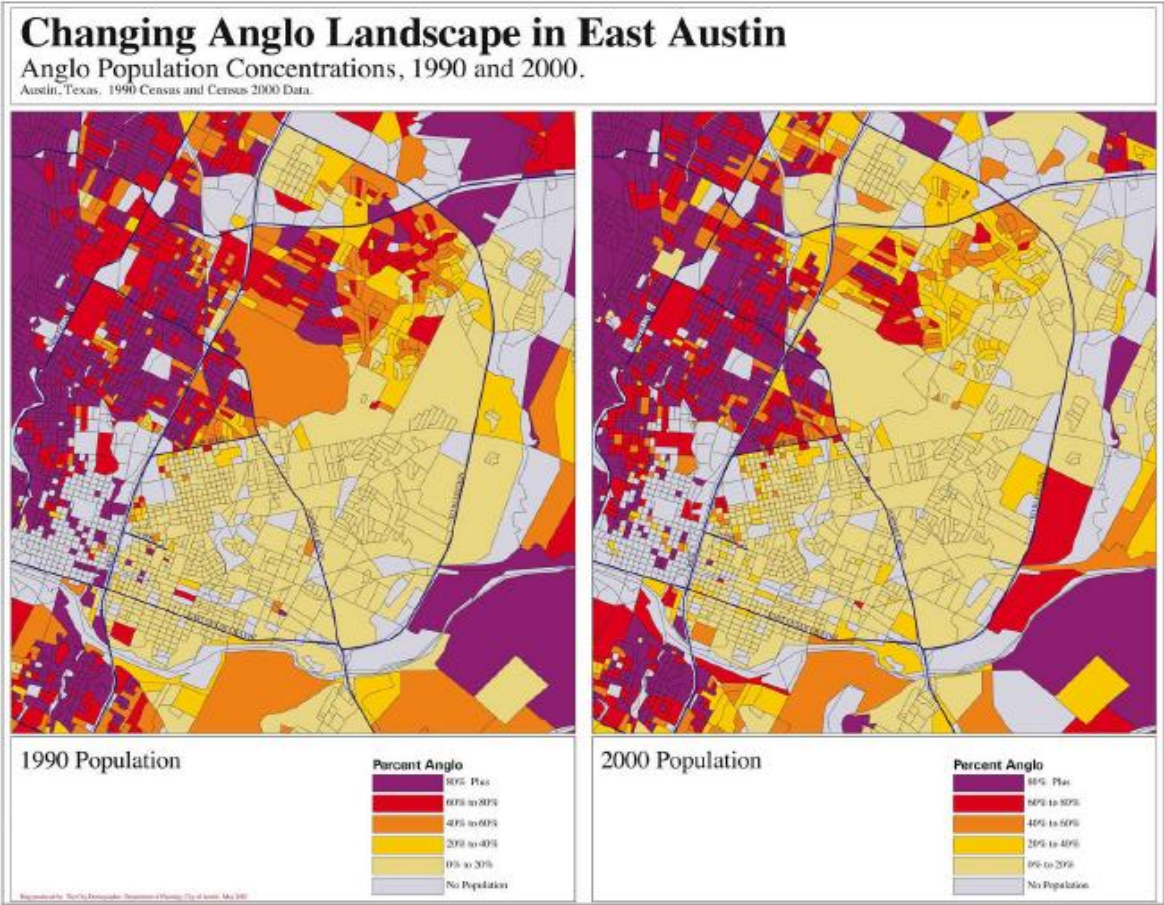 Changing Anglo Landscape in East Austin
Anglo Population Concentrations, 1990 and 2000.
Austin, Texas. 1990 Census and Census 2000 Data.
1990 Population
Percent Anglo
80% Plus
60% to 80%
40% to 60%
20% to 40%
0% to 20%
No Population
2000 Population
Percent Anglo
80% Plus
60% to 80%
40% to 60%
20% to 40%
0% to 20%
No Population